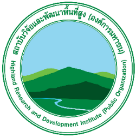 สถาบันวิจัยและพัฒนาพื้นที่สูง (องค์การมหาชน)
Highland Research and Development Institute (Public Organization)